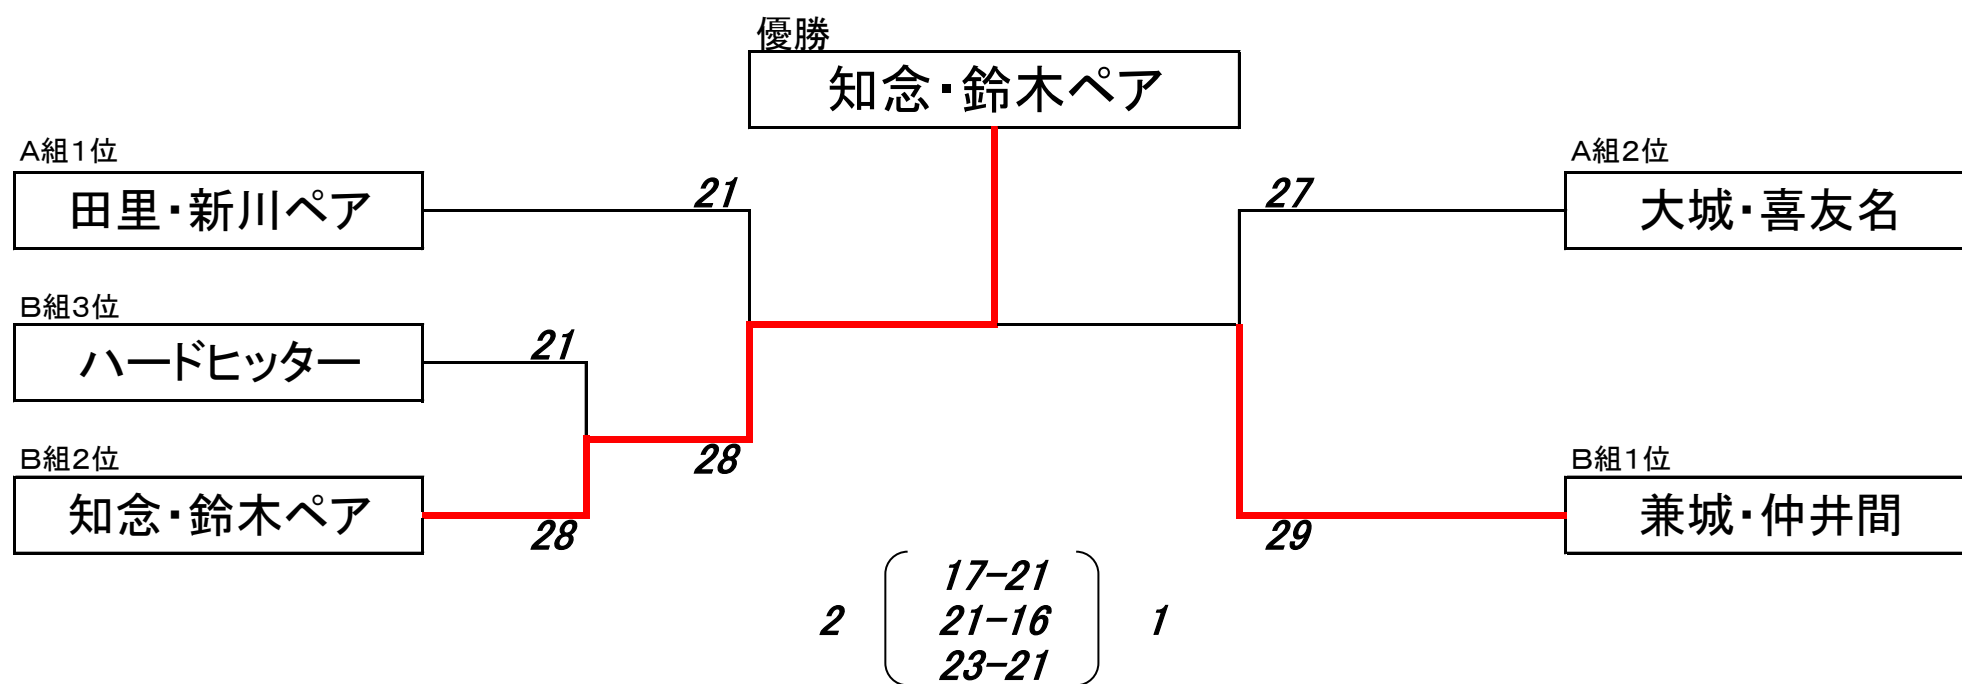 優勝
知念・鈴木ペア
A組1位
田里・新川ペア
21
27
A組2位
大城・喜友名
B組3位
ハードヒッター
21
B組2位
知念・鈴木ペア
28
28
B組1位
兼城・仲井間
29
17-21
2 21-16 1
23-21